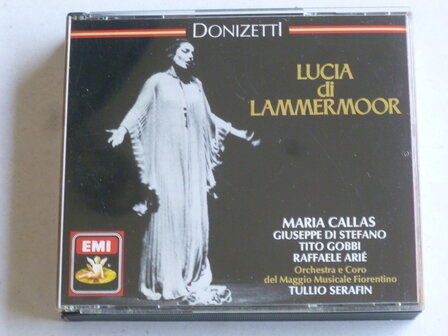 DONIZETTI
LUCIA
di
LAMMERMOOR
MARIA CALLAS
GIUSEPPE DI STEFANO
TITO GOBBI
RAFFAELE ARIÉ
Orchestra e Coro
del Maggio Musicale Fiorentino
TULLIO SERAFIN
EMI